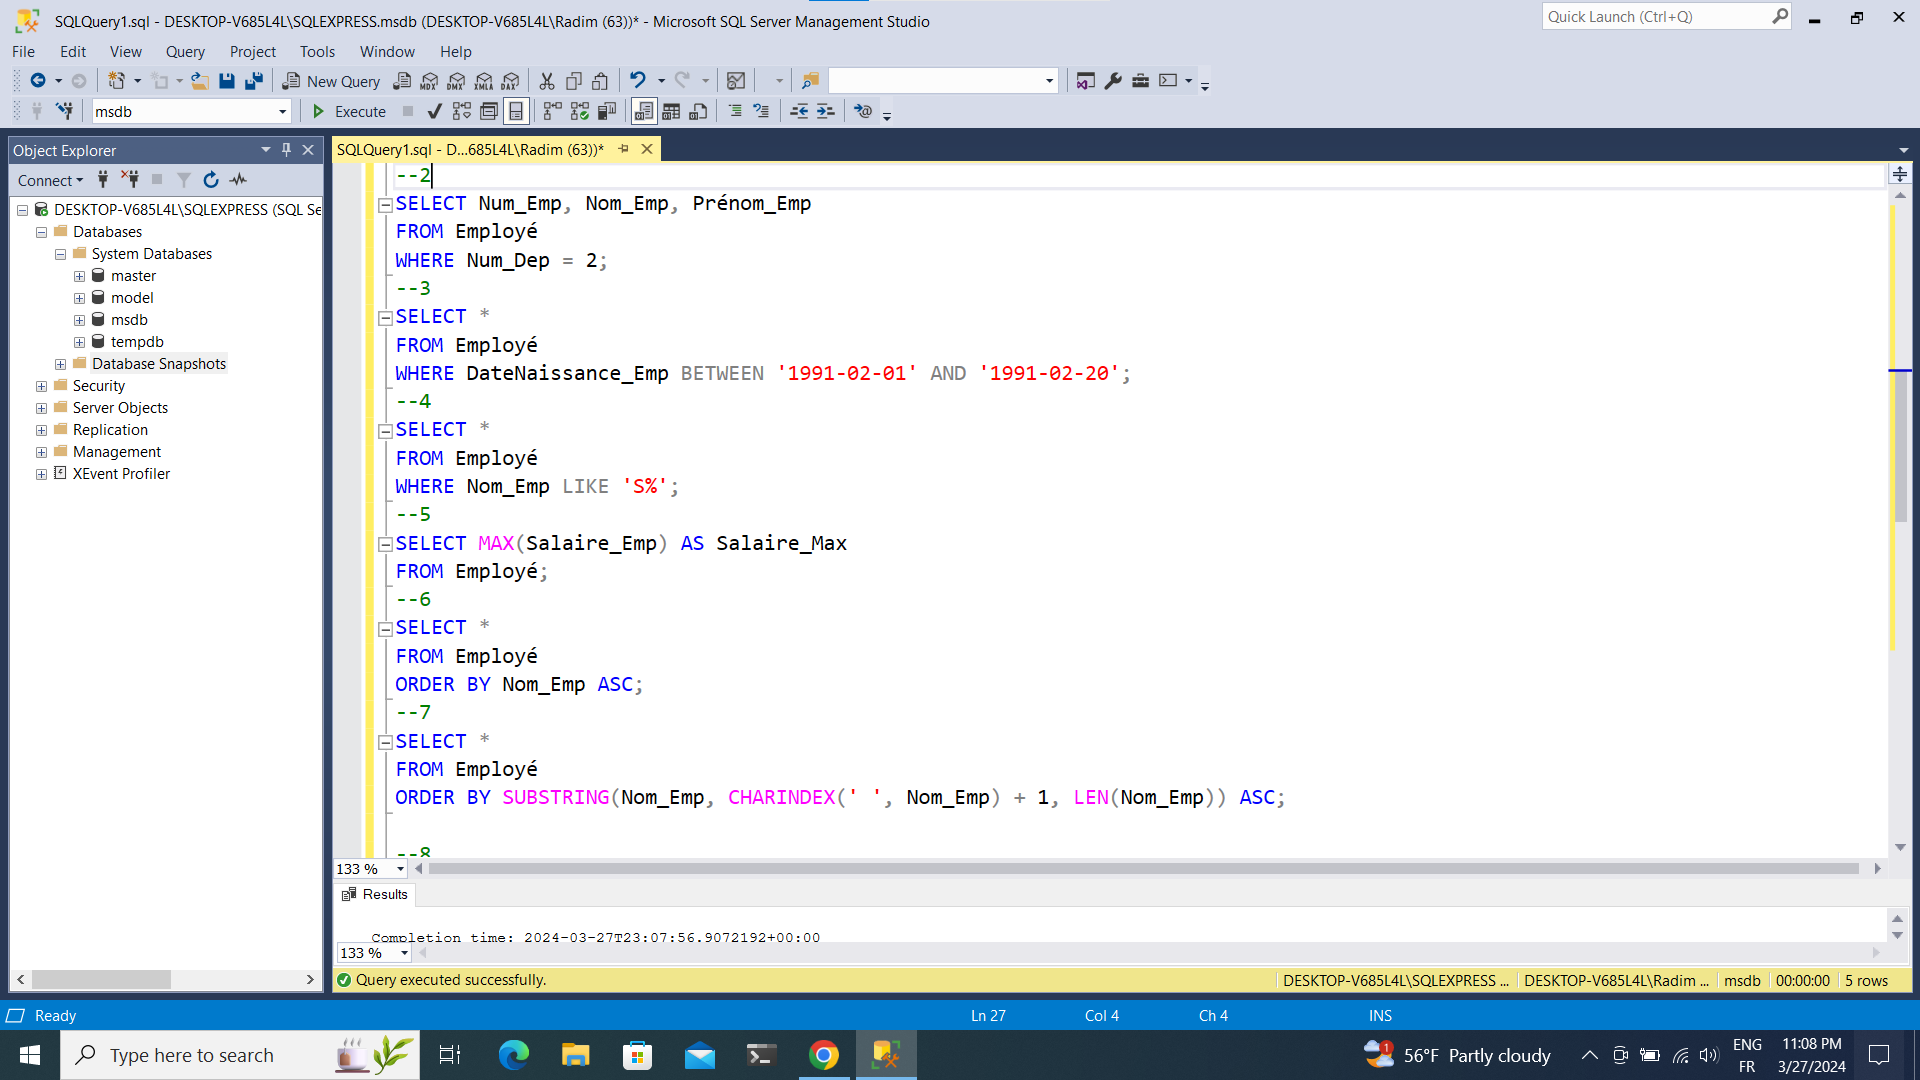 SQLQuery1.sql - DESKTOP-V685L4L\SQLEXPRESS.msdb (DESKTOP-V685L4L\Radim (63))* - Microsoft SQL Server Management Studio
Quick Launch (Ctrl+Q)
File Edit View Query Project Tools Window Help
New Query MDX DMX XMLA DAX
msdb Execute
Object Explorer
SQLQuery1.sql - D...685L4L\Radim (63))*
Connect
DESKTOP-V685L4L\SQLEXPRESS (SQL Se
Databases
System Databases
master
model
msdb
tempdb
Database Snapshots
Security
Server Objects
Replication
Management
XEvent Profiler
--2
SELECT Num_Emp, Nom_Emp, Prénom_Emp
FROM Employé
WHERE Num_Dep = 2;
--3
SELECT *
FROM Employé
WHERE DateNaissance_Emp BETWEEN '1991-02-01' AND '1991-02-20';
--4
SELECT *
FROM Employé
WHERE Nom_Emp LIKE 'S%';
--5
SELECT MAX(Salaire_Emp) AS Salaire_Max
FROM Employé;
--6
SELECT *
FROM Employé
ORDER BY Nom_Emp ASC;
--7
SELECT *
FROM Employé
ORDER BY SUBSTRING(Nom_Emp, CHARINDEX(' ', Nom_Emp) + 1, LEN(Nom_Emp)) ASC;
--8
133 %
Results
Completion time: 2024-03-27T23:07:56.9072192+00:00
133 %
Query executed successfully. DESKTOP-V685L4L\SQLEXPRESS ... DESKTOP-V685L4L\Radim ... msdb 00:00:00 5 rows
Ready Ln 27 Col 4 Ch 4 INS
Type here to search
1 56°F Partly cloudy
ENG
FR
11:08 PM
3/27/2024